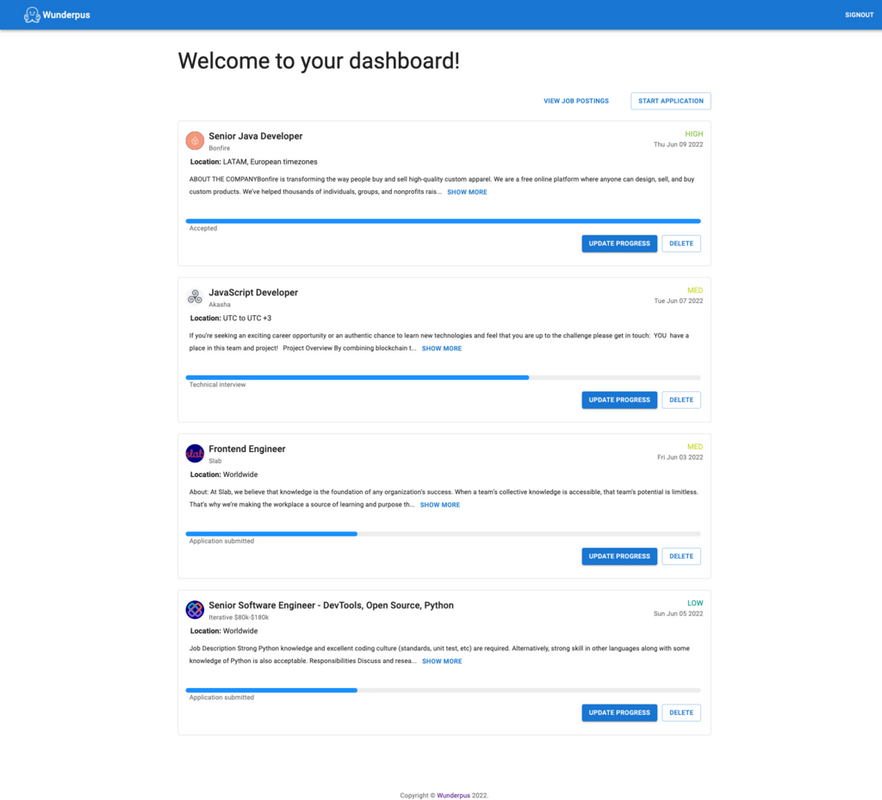 Wunderpus
SIGNOUT
Welcome to your dashboard!
VIEW JOB POSTINGS
START APPLICATION
Senior Java Developer
HIGH
Bonfire
Thu Jun 09 2022
Location: LATAM, European timezones
ABOUT THE COMPANYBonfire is transforming the way people buy and sell high-quality custom apparel. We are a free online platform where anyone can design, sell, and buy
custom products. We've helped thousands of individuals, groups, and nonprofits rais... SHOW MORE
Accepted
UPDATE PROGRESS
DELETE
JavaScript Developer
MED
Akasha
Tue Jun 07 2022
Location: UTC to UTC +3
If you're seeking an exciting career opportunity or an authentic chance to learn new technologies and feel that you are up to the challenge please get in touch: YOU have a
place in this team and project! Project Overview By combining blockchain t... SHOW MORE
Technical interview
UPDATE PROGRESS
DELETE
slab
Frontend Engineer
MED
Slab
Fri Jun 03 2022
Location: Worldwide
About: At Slab, we believe that knowledge is the foundation of any organization's success. When a team's collective knowledge is accessible, that team's potential is limitless.
That's why we're making the workplace a source of learning and purpose th... SHOW MORE
Application submitted
UPDATE PROGRESS
DELETE
Senior Software Engineer - DevTools, Open Source, Python
LOW
Iterative $80k-$180k
Sun Jun 05 2022
Location: Worldwide
Job Description Strong Python knowledge and excellent coding culture (standards, unit test, etc) are required. Alternatively, strong skill in other languages along with some
knowledge of Python is also acceptable. Responsibilities Discuss and resea... SHOW MORE
Application submitted
UPDATE PROGRESS
DELETE
Copyright © Wunderpus 2022.